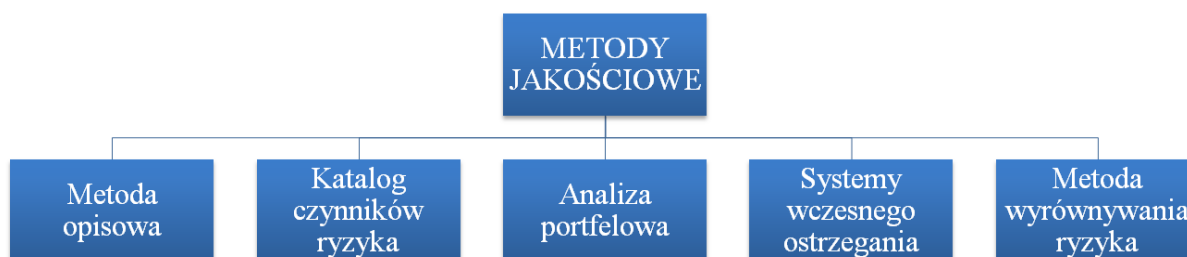 METODY
JAKOŚCIOWE
Metoda
opisowa
Katalog
czynników
ryzyka
Analiza
portfelowa
Systemy
wczesnego
ostrzegania
Metoda
wyrównywania
ryzyka